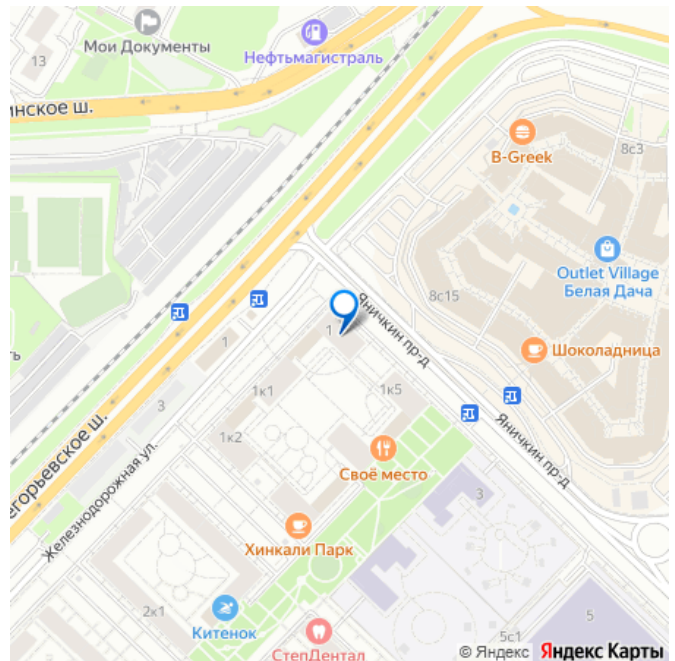 13
Мои Документы
Нефтьмагистраль
инское ш.
B-Greek
8с3
Outlet Village
Белая Дача
8с15
Шоколадница
Яничкин пр-д
1
1
1к1
1к5
3
1к2
егорьевское ш.
Железнодорожная ул.
Своё место
Яничкин пр-д
3
Хинкали Парк
2к1
Китенок
СтепДентал
5с1
5
© Яндекс Яндекс Карты